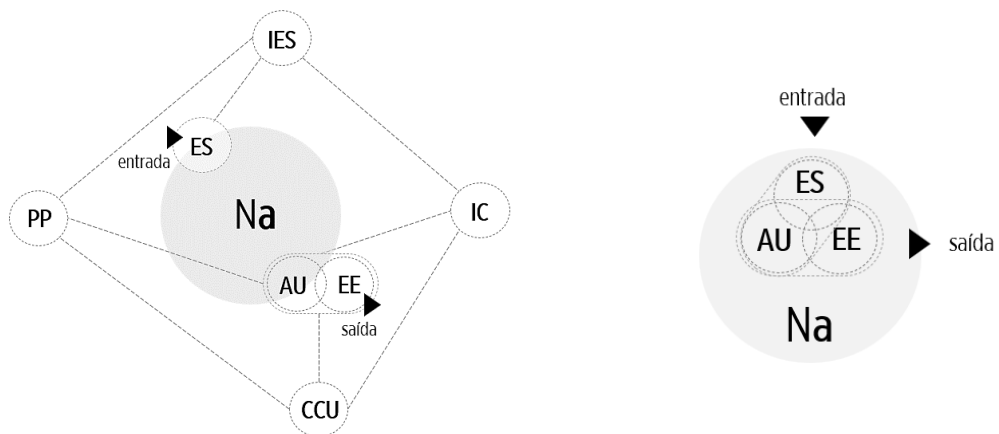 IES
ES
entrada
Na
PP
IC
AU
EE
saída
CCU
entrada
ES
AU
EE
saída
Na